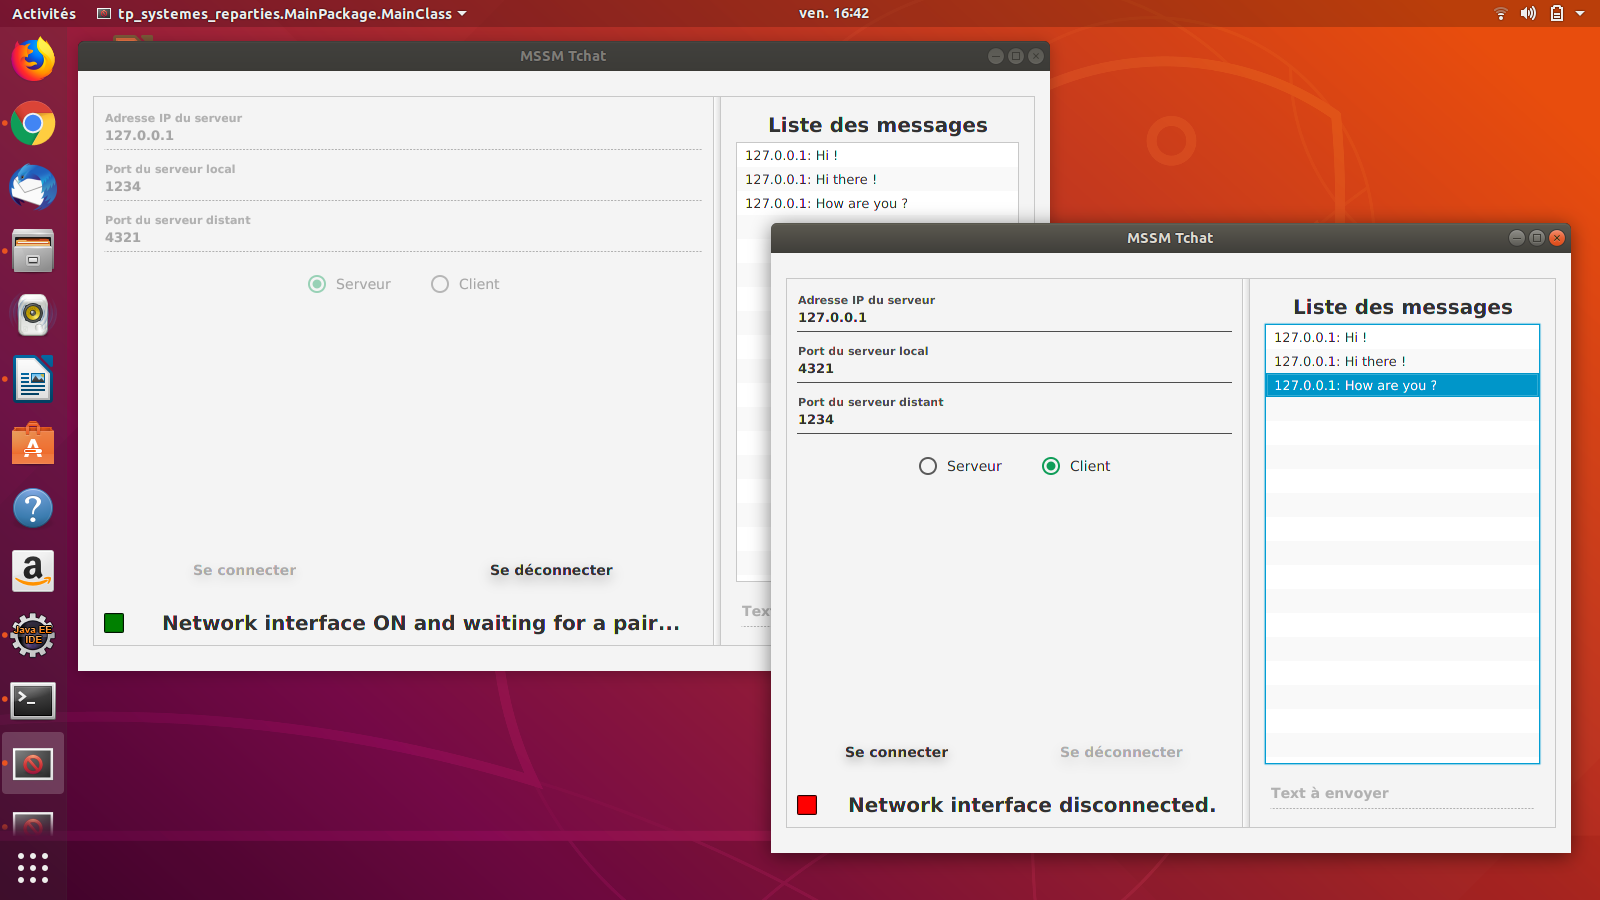 Activités
tp_systemes_reparties.MainPackage.MainClass
ven. 16:42
MSSM Tchat
Adresse IP du serveur
127.0.0.1
Port du serveur local
1234
Port du serveur distant
4321
Serveur
Client
Se connecter
Se déconnecter
Network interface ON and waiting for a pair...
Liste des messages
127.0.0.1: Hi !
127.0.0.1: Hi there !
127.0.0.1: How are you ?
Text
MSSM Tchat
Adresse IP du serveur
127.0.0.1
Port du serveur local
4321
Port du serveur distant
1234
Serveur
Client
Se connecter
Se déconnecter
Network interface disconnected.
Liste des messages
127.0.0.1: Hi !
127.0.0.1: Hi there !
127.0.0.1: How are you ?
Text à envoyer
?
a
Java EE
IDE
>_